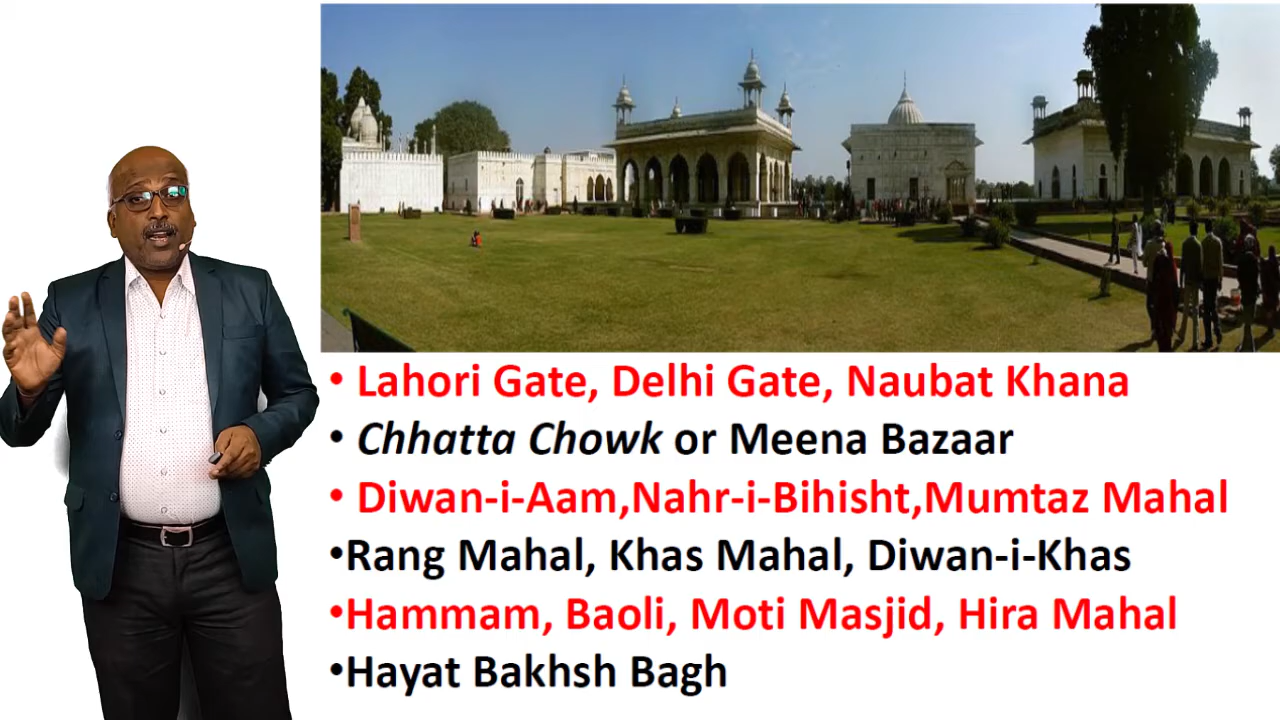 • Lahori Gate, Delhi Gate, Naubat Khana
• Chhatta Chowk or Meena Bazaar
• Diwan-i-Aam,Nahr-i-Bihisht,Mumtaz Mahal
•Rang Mahal, Khas Mahal, Diwan-i-Khas
•Hammam, Baoli, Moti Masjid, Hira Mahal
•Hayat Bakhsh Bagh